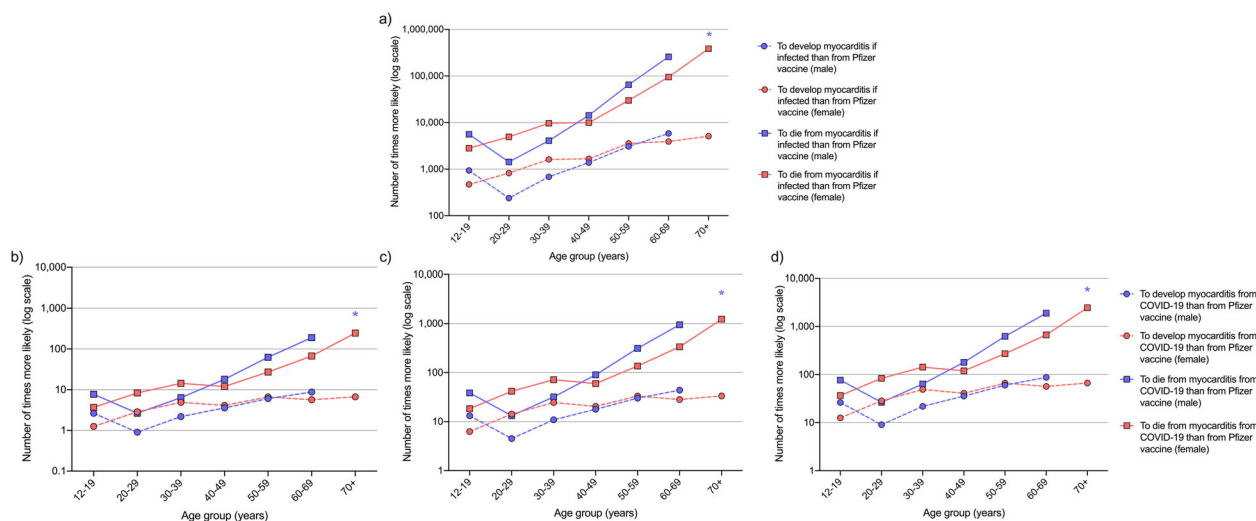 a)
Number of times more likely (log scale)
1,000,000
100,000
10,000
1,000
100
*
12-19
20-29
30-39
40-49
50-59
60-69
70+
Age group (years)
To develop myocarditis if
infected than from Pfizer
vaccine (male)
To develop myocarditis if
infected than from Pfizer
vaccine (female)
To die from myocarditis if
infected than from Pfizer
vaccine (male)
To die from myocarditis if
infected than from Pfizer
vaccine (female)
b)
Number of times more likely (log scale)
10,000
1,000
100
10
1
0.1
*
12-19
20-29
30-39
40-49
50-59
60-69
70+
Age group (years)
c)
Number of times more likely (log scale)
10,000
1,000
100
10
1
*
12-19
20-29
30-39
40-49
50-59
60-69
70+
Age group (years)
d)
Number of times more likely (log scale)
10,000
1,000
100
10
1
*
12-19
20-29
30-39
40-49
50-59
60-69
70+
Age group (years)
To develop myocarditis from
COVID-19 than from Pfizer
vaccine (male)
To develop myocarditis from
COVID-19 than from Pfizer
vaccine (female)
To die from myocarditis from
COVID-19 than from Pfizer
vaccine (male)
To die from myocarditis from
COVID-19 than from Pfizer
vaccine (female)